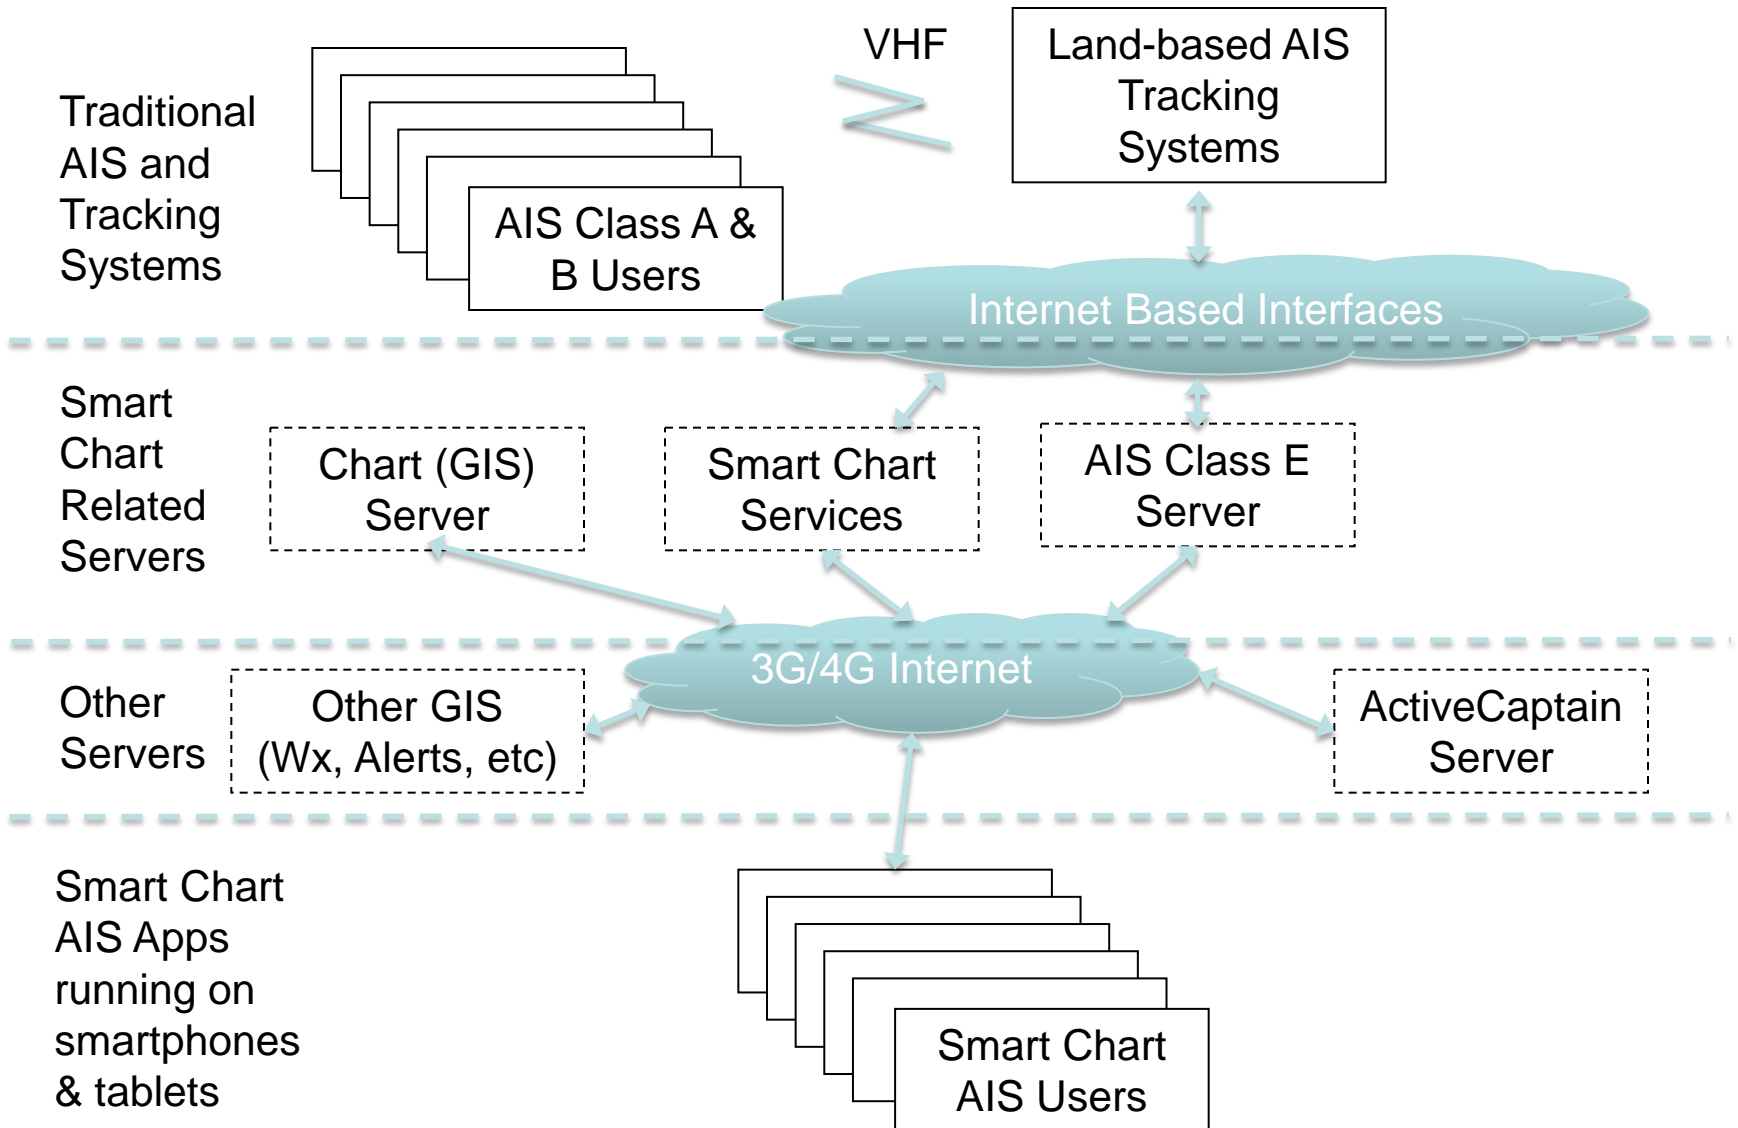 VHF
Land-based AIS
Tracking
Systems
Traditional
AIS and
Tracking
Systems
AIS Class A &
B Users
Internet Based Interfaces
Smart
Chart
Related
Servers
Chart (GIS)
Server
Smart Chart
Services
AIS Class E
Server
3G/4G Internet
Other
Servers
Other GIS
(Wx, Alerts, etc)
ActiveCaptain
Server
Smart Chart
AIS Apps
running on
smartphones
& tablets
Smart Chart
AIS Users